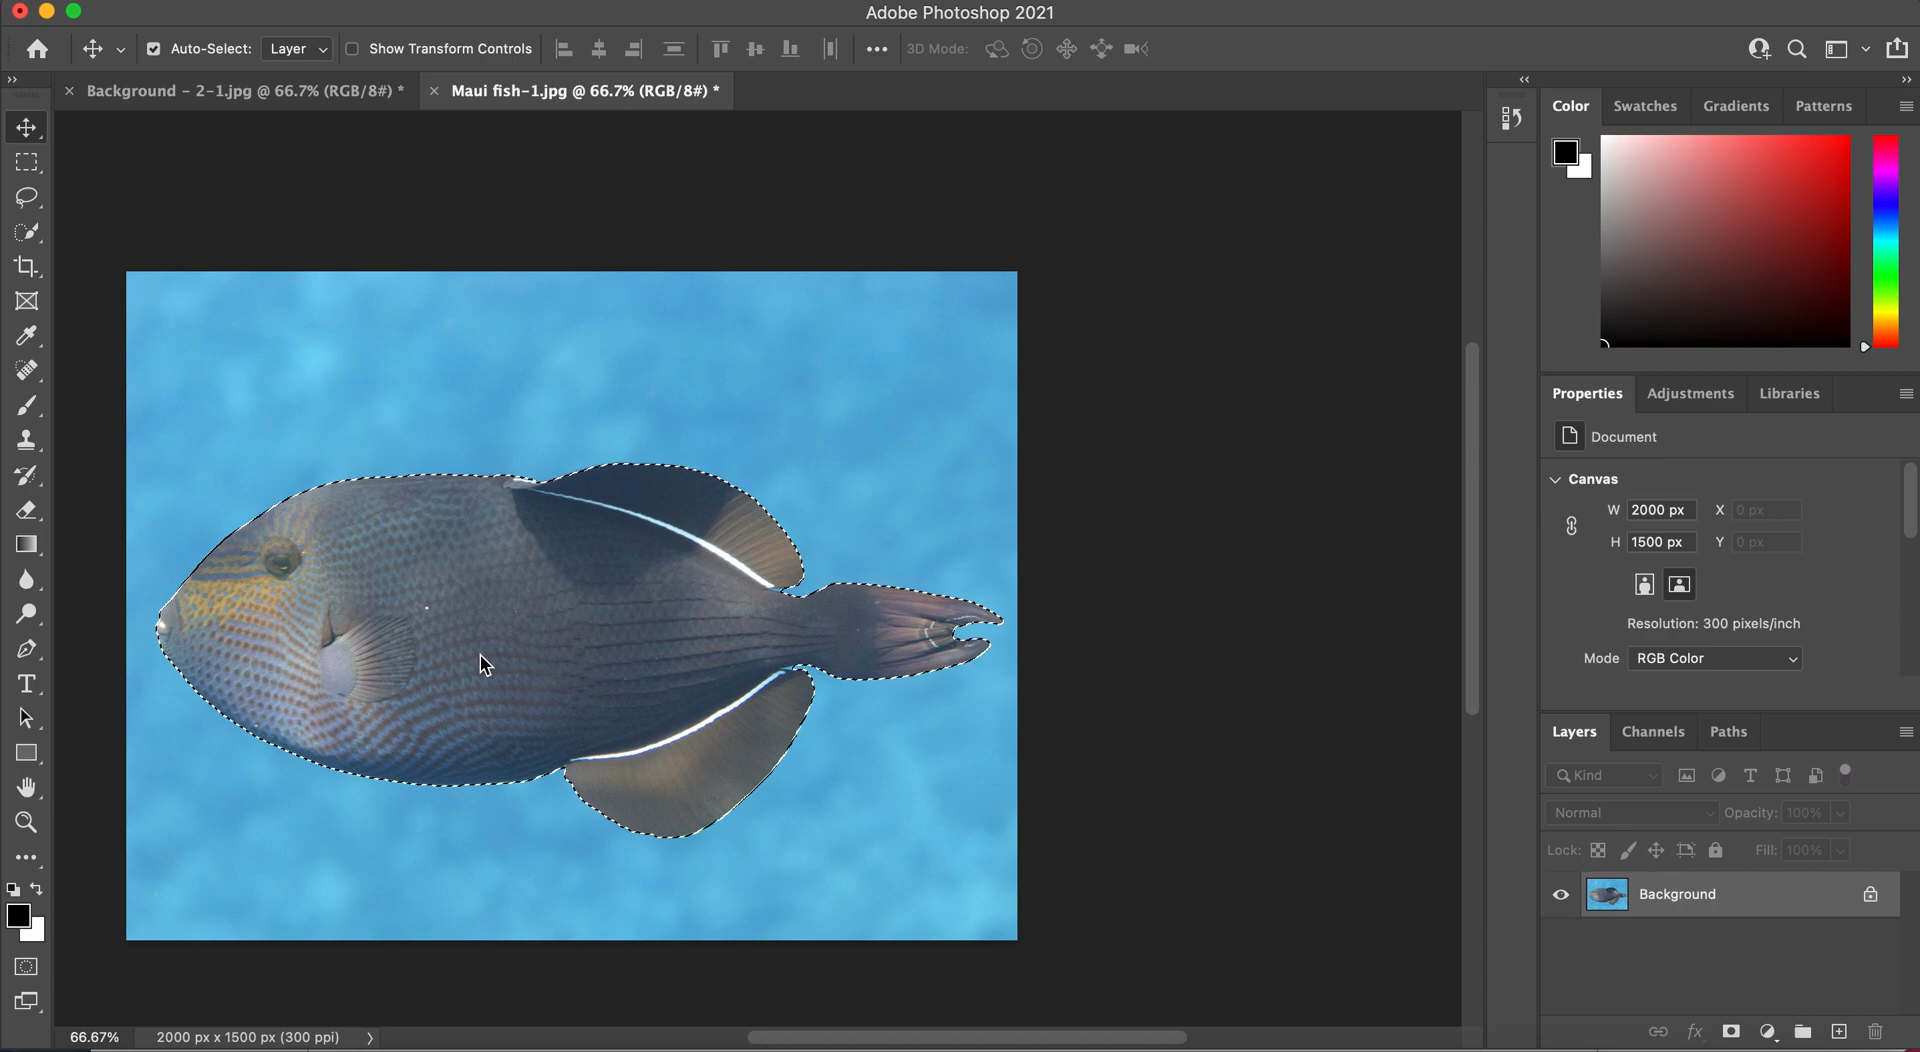 Adobe Photoshop 2021
Auto-Select: Layer Show Transform Controls 3D Mode:
Background - 2-1.jpg @ 66.7% (RGB/8#) * Maui fish-1.jpg @ 66.7% (RGB/8#) *
Color Swatches Gradients Patterns
Properties Adjustments Libraries
Document
Canvas
W 2000 px X 0 px
H 1500 px Y 0 px
Resolution: 300 pixels/inch
Mode RGB Color
Layers Channels Paths
Kind
Normal Opacity: 100%
Lock: Fill: 100%
Background
66.67% 2000 px x 1500 px (300 ppi)